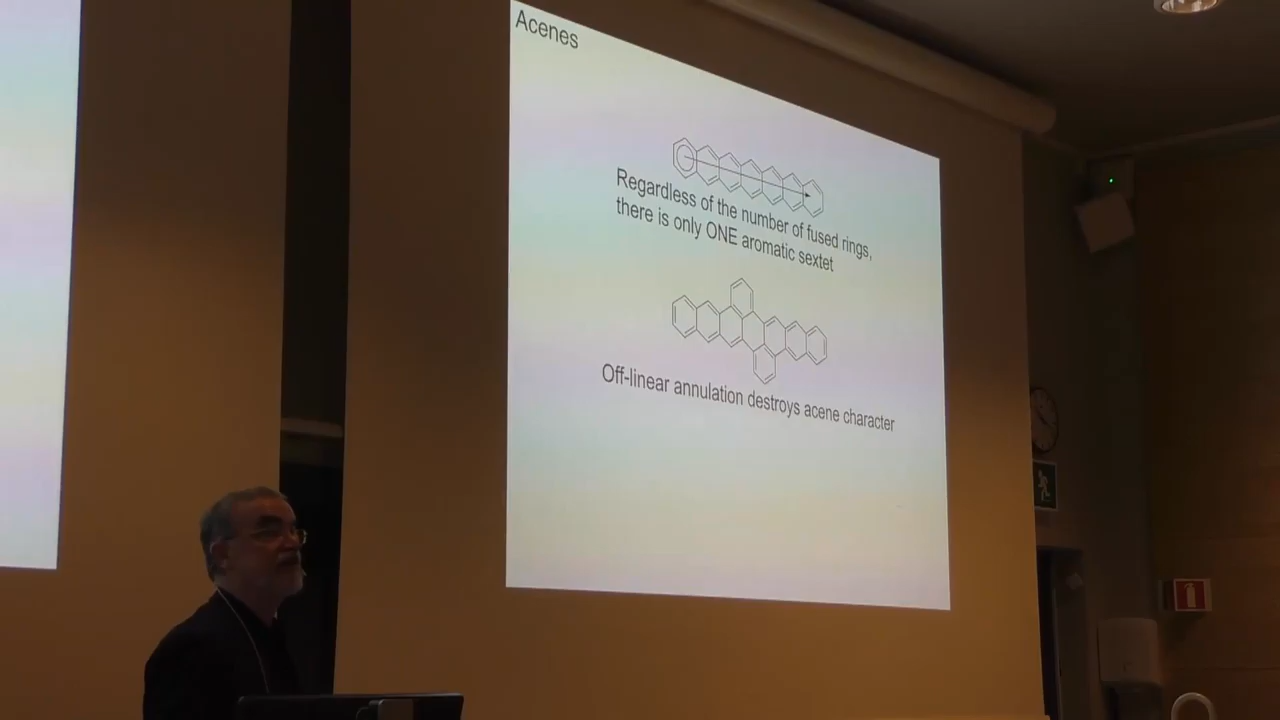 Acenes
Regardless of the number of fused rings,
there is only ONE aromatic sextet
Off-linear annulation destroys acene character